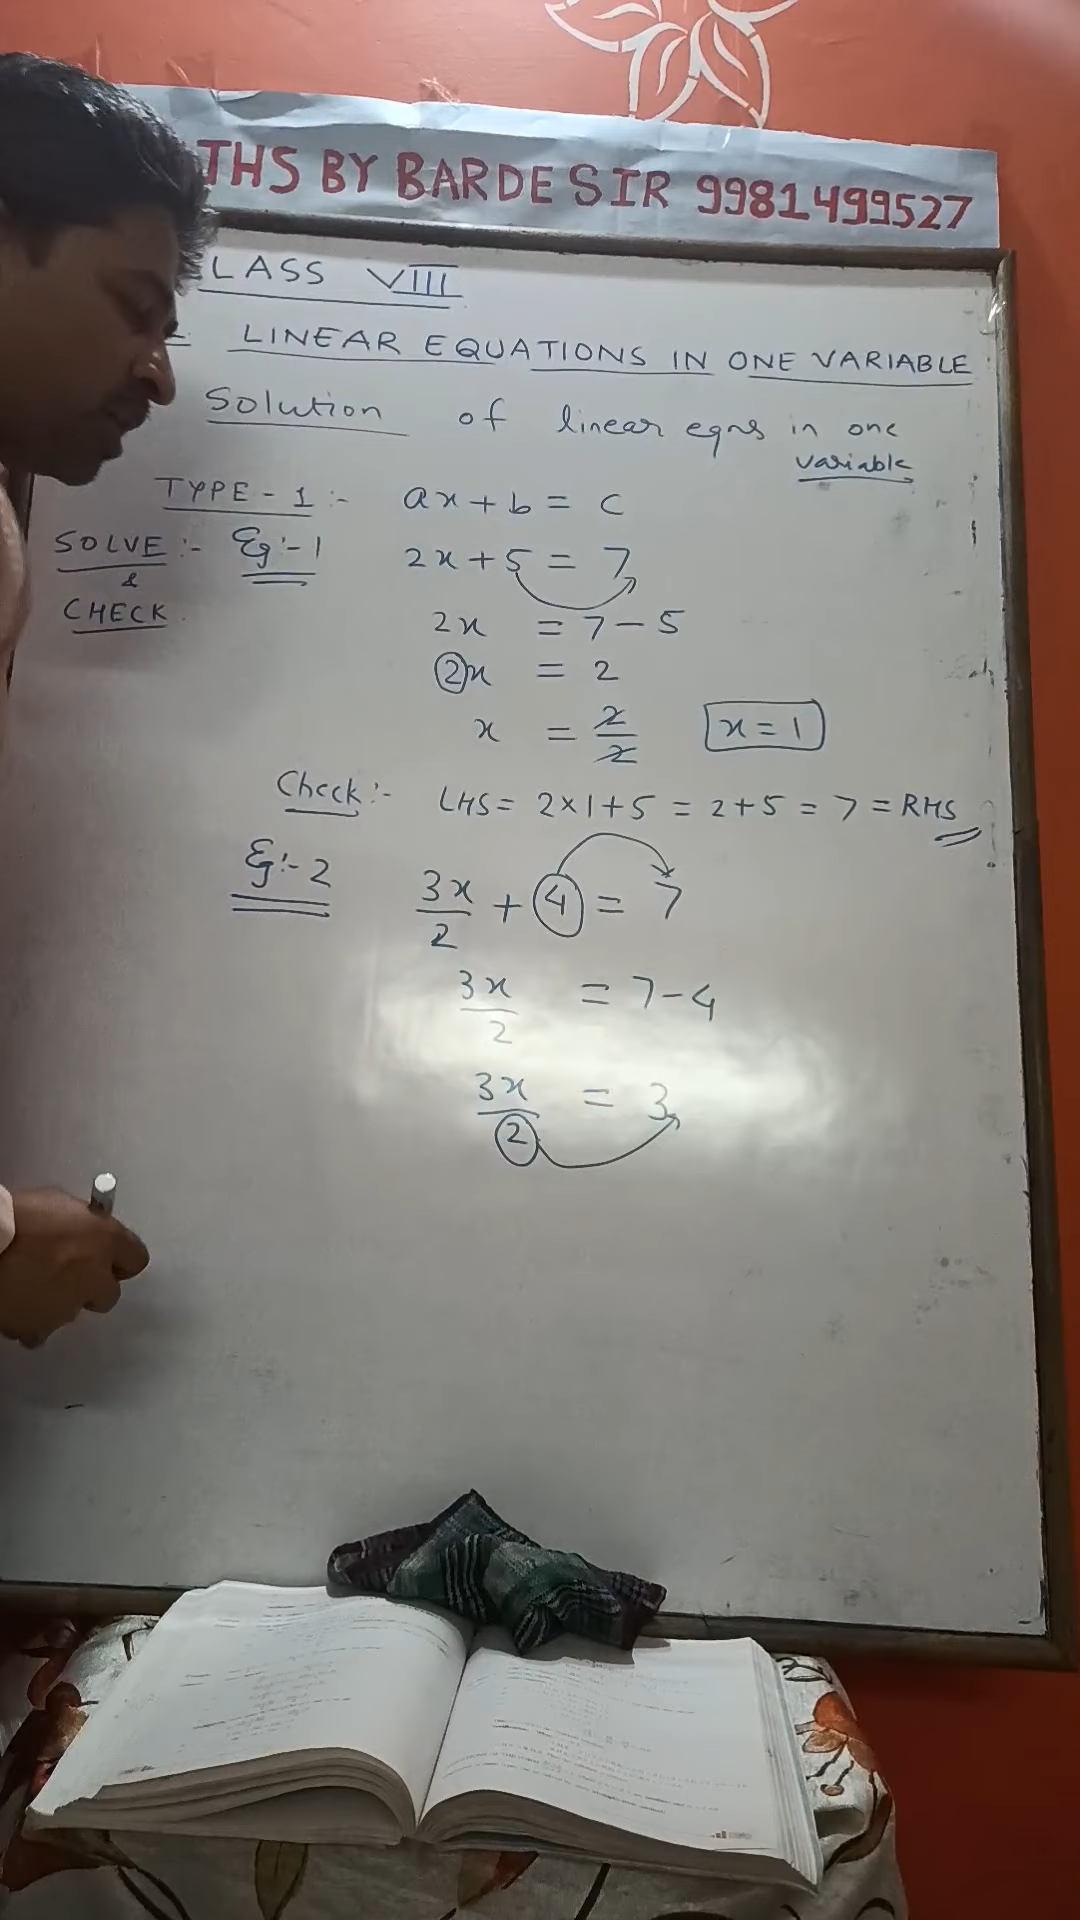 THS BY BARDE SIR 9981499527
LASS VIII
LINEAR EQUATIONS IN ONE VARIABLE
Solution of linear eqns in one
variable
TYPE - 1 :- ax + b = c
SOLVE :- Eg :- 1 2x + 5 = 7
&
CHECK.
2x = 7 - 5
2x = 2
x = 2/2 x = 1
Check :- LHS = 2 × 1 + 5 = 2 + 5 = 7 = RHS
Eg :- 2 3x/2 + 4 = 7
3x/2 = 7 - 4
3x/2 = 3